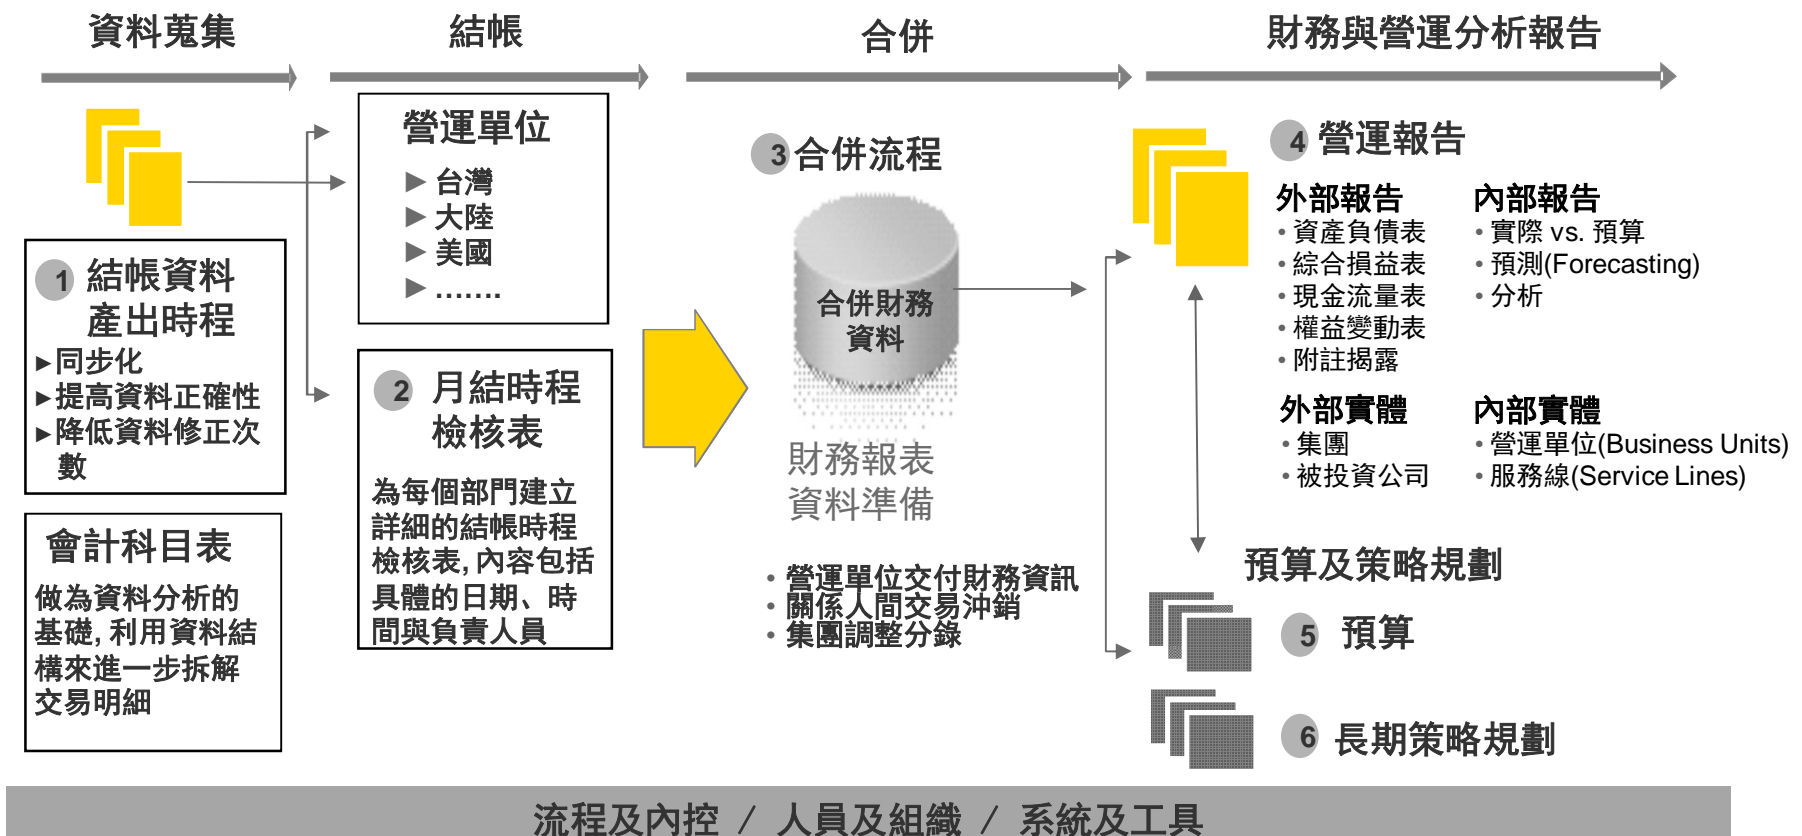 資料蒐集
結帳
合併
財務與營運分析報告
營運單位
► 台灣
► 大陸
► 美國
► …….
1 結帳資料
產出時程
►同步化
►提高資料正確性
►降低資料修正次
數
會計科目表
做為資料分析的
基礎, 利用資料結
構來進一步拆解
交易明細
2 月結時程
檢核表
為每個部門建立
詳細的結帳時程
檢核表, 內容包括
具體的日期、時
間與負責人員
3 合併流程
合併財務
資料
財務報表
資料準備
• 營運單位交付財務資訊
• 關係人間交易沖銷
• 集團調整分錄
4 營運報告
外部報告
• 資產負債表
• 綜合損益表
• 現金流量表
• 權益變動表
• 附註揭露
內部報告
• 實際 vs. 預算
• 預測(Forecasting)
• 分析
外部實體
• 集團
• 被投資公司
內部實體
• 營運單位(Business Units)
• 服務線(Service Lines)
預算及策略規劃
5 預算
6 長期策略規劃
流程及內控 / 人員及組織 / 系統及工具